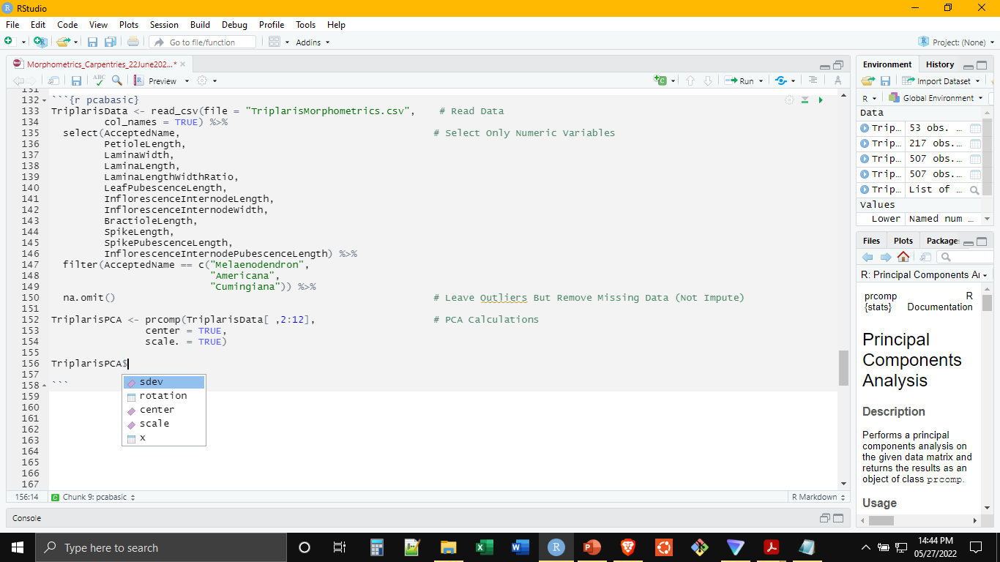 RStudio
File Edit Code View Plots Session Build Debug Profile Tools Help
Go to file/function Addins Project: (None)
Morphometrics_Carpentries_22June202...*
ABC Preview Run
131
132 ```{r pcabasic}
133 TriplarisData <- read_csv(file = "TriplarisMorphometrics.csv", # Read Data
134 col_names = TRUE) %>%
135 select(AcceptedName, # Select Only Numeric Variables
136 PetioleLength,
137 LaminaWidth,
138 LaminaLength,
139 LaminaLengthWidthRatio,
140 LeafPubescenceLength,
141 InflorescenceInternodeLength,
142 InflorescenceInternodeWidth,
143 BractioleLength,
144 SpikeLength,
145 SpikePubescenceLength,
146 InflorescenceInternodePubescenceLength) %>%
147 filter(AcceptedName == c("Melaenodendron",
148 "Americana",
149 "Cumingiana")) %>%
150 na.omit() # Leave Outliers But Remove Missing Data (Not Impute)
151
152 TriplarisPCA <- prcomp(TriplarisData[ ,2:12], # PCA Calculations
153 center = TRUE,
154 scale. = TRUE)
155
156 TriplarisPCA$
157
158 ```
159
160
161
162
163
164
165
166
167
sdev
rotation
center
scale
x
156:14 Chunk 9: pcabasic R Markdown
Console
Environment History
Import Dataset
R Global Environment
Data
Trip... 53 obs. ...
Trip... 217 obs....
Trip... 507 obs....
Trip... 507 obs....
Trip... List of ...
Values
Lower Named num ...
Files Plots Package
R: Principal Components
prcomp {stats} R Documentation
Principal
Components
Analysis
Description
Performs a principal
components analysis on
the given data matrix and
returns the results as an
object of class prcomp.
Usage
Type here to search
14:44 PM
05/27/2022